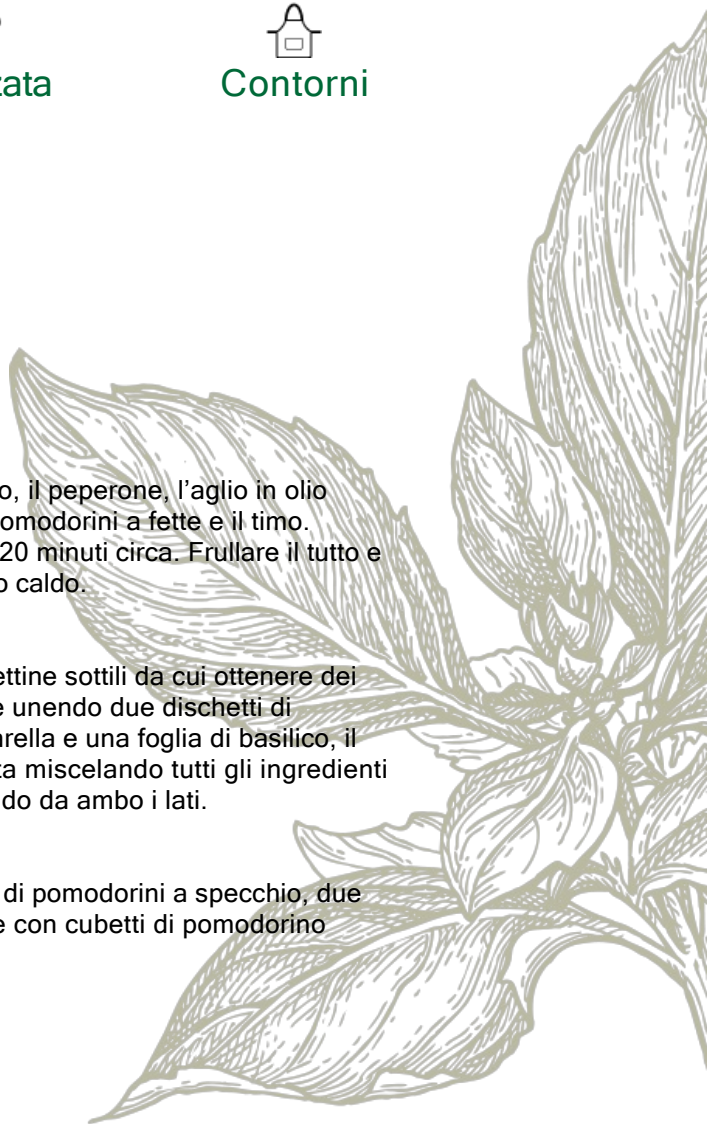 Contorni
o, il peperone, l’aglio in olio
omodorini a fette e il timo.
20 minuti circa. Frullare il tutto e
o caldo.
ettine sottili da cui ottenere dei
e unendo due dischetti di
arella e una foglia di basilico, il
ta miscelando tutti gli ingredienti
do da ambo i lati.
di pomodorini a specchio, due
e con cubetti di pomodorino